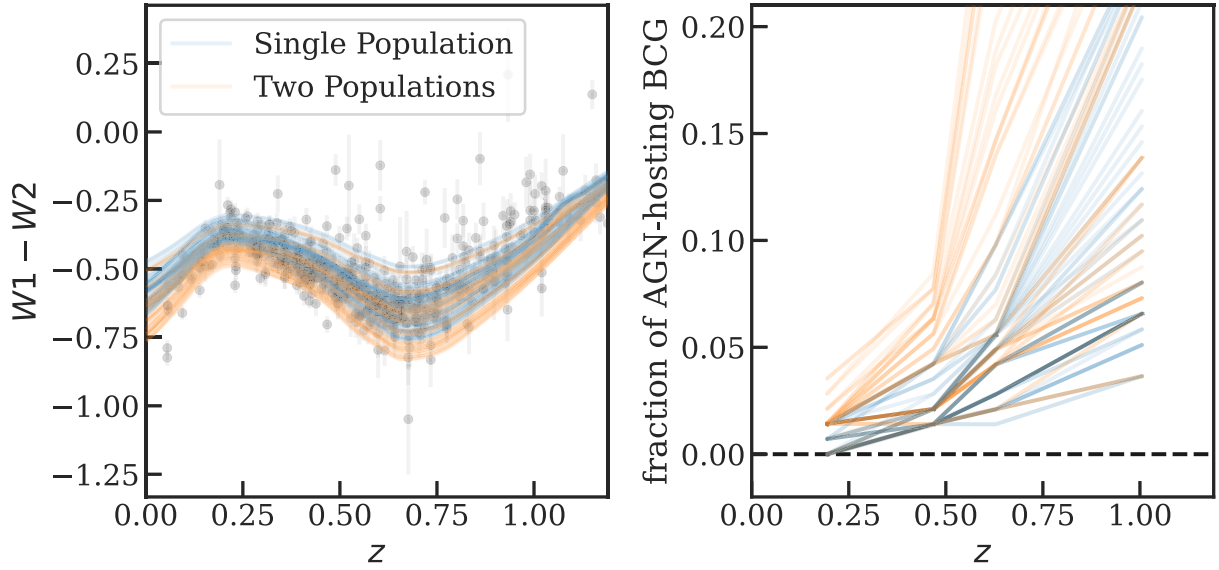 Single Population
Two Populations
0.25
0.00
−0.25
−0.50
−0.75
−1.00
−1.25
W1 − W2
0.00 0.25 0.50 0.75 1.00
z
0.20
0.15
0.10
0.05
0.00
fraction of AGN-hosting BCG
0.00 0.25 0.50 0.75 1.00
z